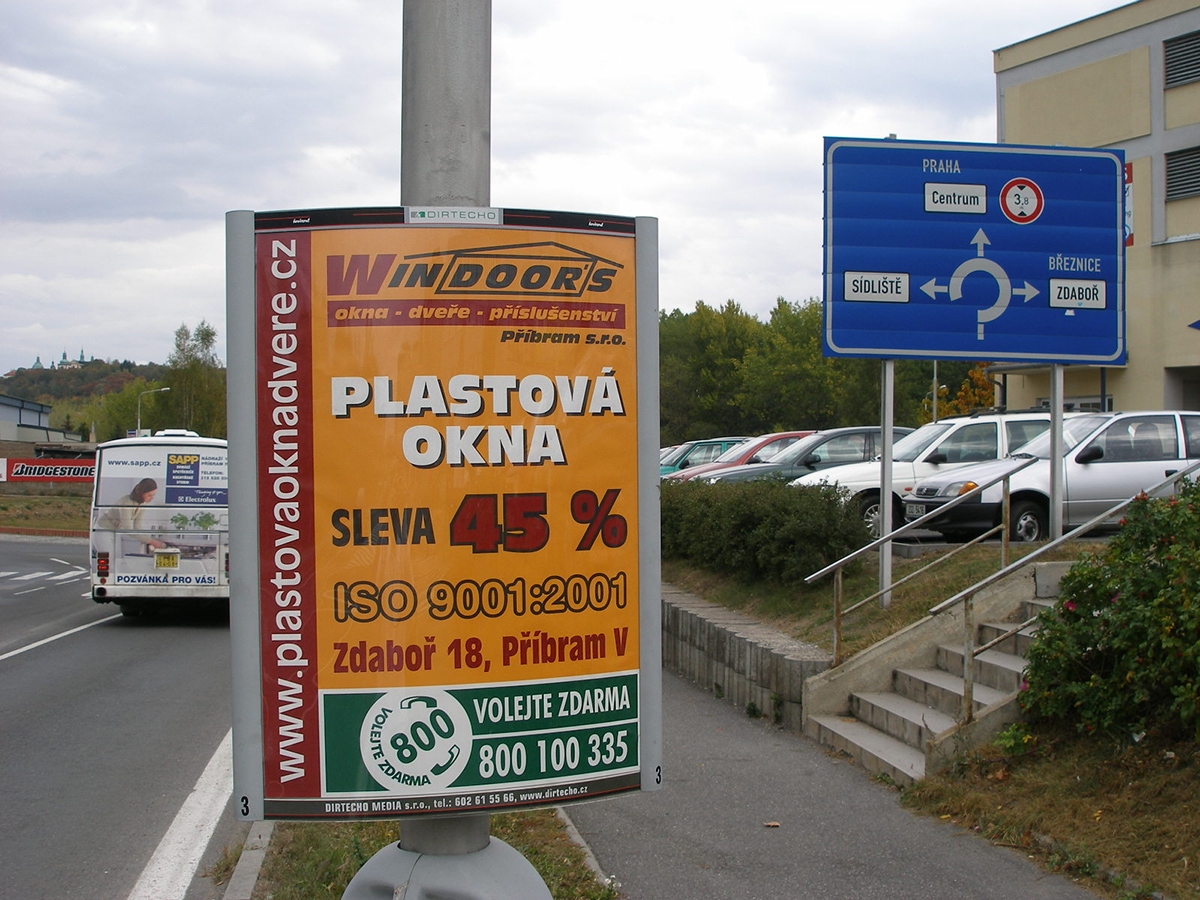 DIRTECHO
www.plastovaoknadvere.cz
WINDOOR'S
okna - dveře - příslušenství
Příbram s.r.o.
PLASTOVÁ
OKNA
SLEVA 45 %
ISO 9001:2001
Zdaboř 18, Příbram V
VOLEJTE ZDARMA
800
VOLEJTE ZDARMA
800 100 335
3
3
DIRTECHO MEDIA s.r.o., tel.: 602 61 55 66, www.dirtecho.cz
PRAHA
Centrum
3,8
BŘEZNICE
SÍDLIŠTĚ
ZDABOŘ
BRIDGESTONE
www.sapp.cz
SAPP
Electrolux
POZVÁNKA PRO VÁS!